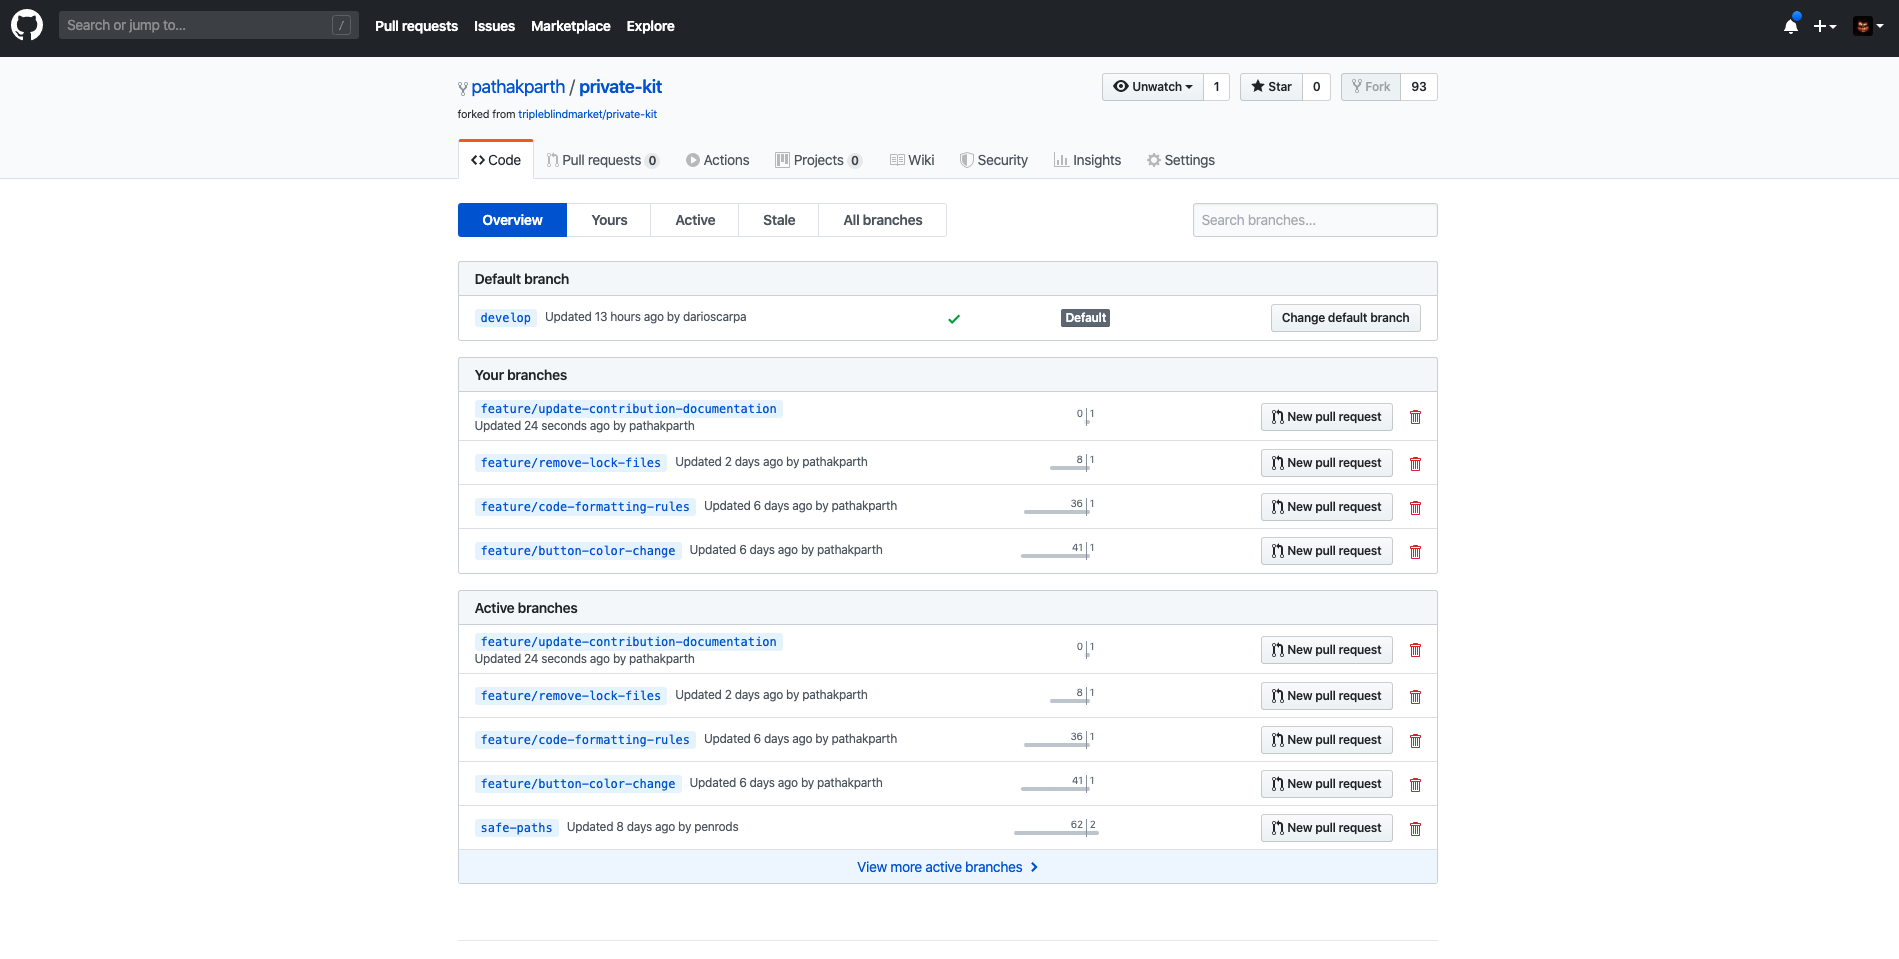 Search or jump to... /
Pull requests Issues Marketplace Explore
pathakparth / private-kit
Unwatch 1 Star 0 Fork 93
forked from tripleblindmarket/private-kit
Code Pull requests 0 Actions Projects 0 Wiki Security Insights Settings
Overview Yours Active Stale All branches Search branches...
Default branch
develop Updated 13 hours ago by darioscarpa Default Change default branch
Your branches
feature/update-contribution-documentation
Updated 24 seconds ago by pathakparth 0 1 New pull request
feature/remove-lock-files Updated 2 days ago by pathakparth 8 1 New pull request
feature/code-formatting-rules Updated 6 days ago by pathakparth 36 1 New pull request
feature/button-color-change Updated 6 days ago by pathakparth 41 1 New pull request
Active branches
feature/update-contribution-documentation
Updated 24 seconds ago by pathakparth 0 1 New pull request
feature/remove-lock-files Updated 2 days ago by pathakparth 8 1 New pull request
feature/code-formatting-rules Updated 6 days ago by pathakparth 36 1 New pull request
feature/button-color-change Updated 6 days ago by pathakparth 41 1 New pull request
safe-paths Updated 8 days ago by penrods 62 2 New pull request
View more active branches